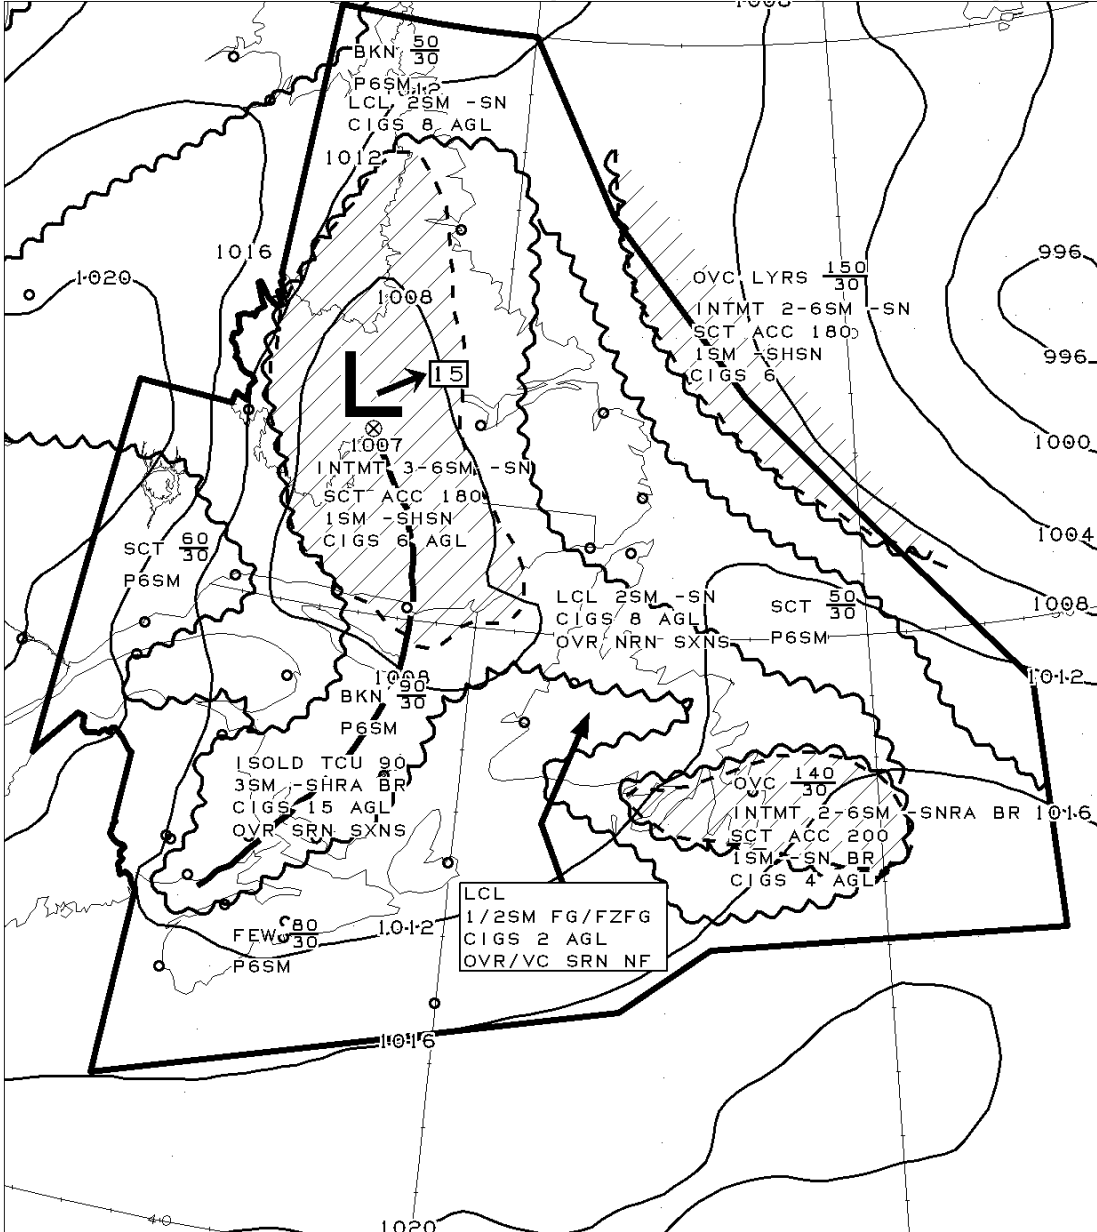 1008
BKN 50
30
P6SM
1012
LCL 2SM -SN
CIGS 8 AGL
1012
1016
1020
1008
996
OVC LYRS 150
30
INTMT 2-6SM -SN
SCT ACC 180
1SM -SHSN
CIGS 6
996
L
15
1007
INTMT 3-6SM -SN
SCT ACC 180
1SM -SHSN
CIGS 6 AGL
1000
1004
SCT 60
30
P6SM
LCL 2SM -SN
CIGS 8 AGL
OVR NRN SXNS
SCT 50
30
P6SM
1008
1012
1008
BKN 90
30
P6SM
ISOLD TCU 90
3SM -SHRA BR
CIGS 15 AGL
OVR SRN SXNS
OVC 140
30
INTMT 2-6SM -SNRA BR
SCT ACC 200
1SM -SN BR
CIGS 4 AGL
1016
LCL
1/2SM FG/FZFG
CIGS 2 AGL
OVR/VC SRN NF
FEW 80
30
P6SM
1012
1016
40
1020